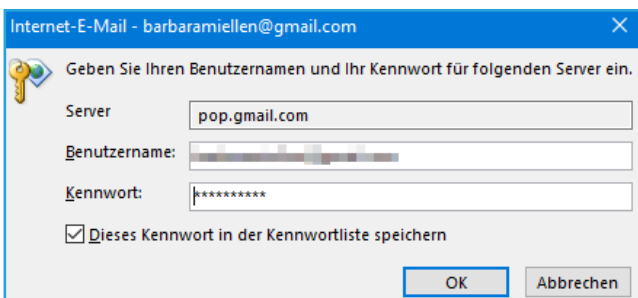 Internet-E-Mail - barbaramiellen@gmail.com
Geben Sie Ihren Benutzernamen und Ihr Kennwort für folgenden Server ein.
Server pop.gmail.com
Benutzername:
Kennwort: **********
Dieses Kennwort in der Kennwortliste speichern
OK Abbrechen